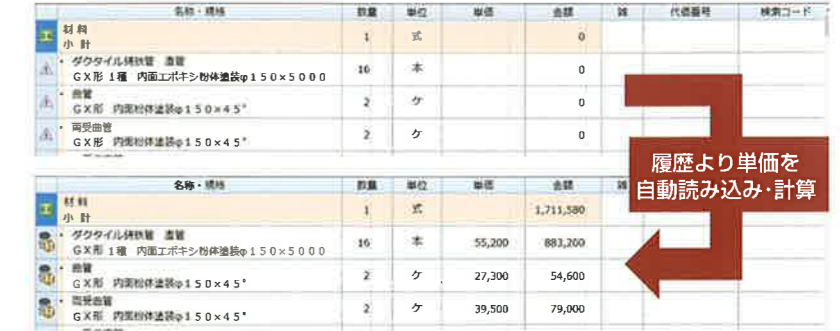 名称・規格 数量 単位 単価 金額 雑 代価番号 検索コード
材料
小 計 1 式 0
・ ダクタイル鋳鉄管 直管
GX形 1種 内面エポキシ粉体塗装φ150×5000 16 本 0
・ 曲管
GX形 内面粉体塗装φ150×45° 2 ケ 0
・ 両受曲管
GX形 内面粉体塗装φ150×45° 2 ケ 0
履歴より単価を
自動読み込み・計算
名称・規格 数量 単位 単価 金額 雑
材料
小 計 1 式 1,711,580
・ ダクタイル鋳鉄管 直管
GX形 1種 内面エポキシ粉体塗装φ150×5000 16 本 55,200 883,200
・ 曲管
GX形 内面粉体塗装φ150×45° 2 ケ 27,300 54,600
・ 両受曲管
GX形 内面粉体塗装φ150×45° 2 ケ 39,500 79,000